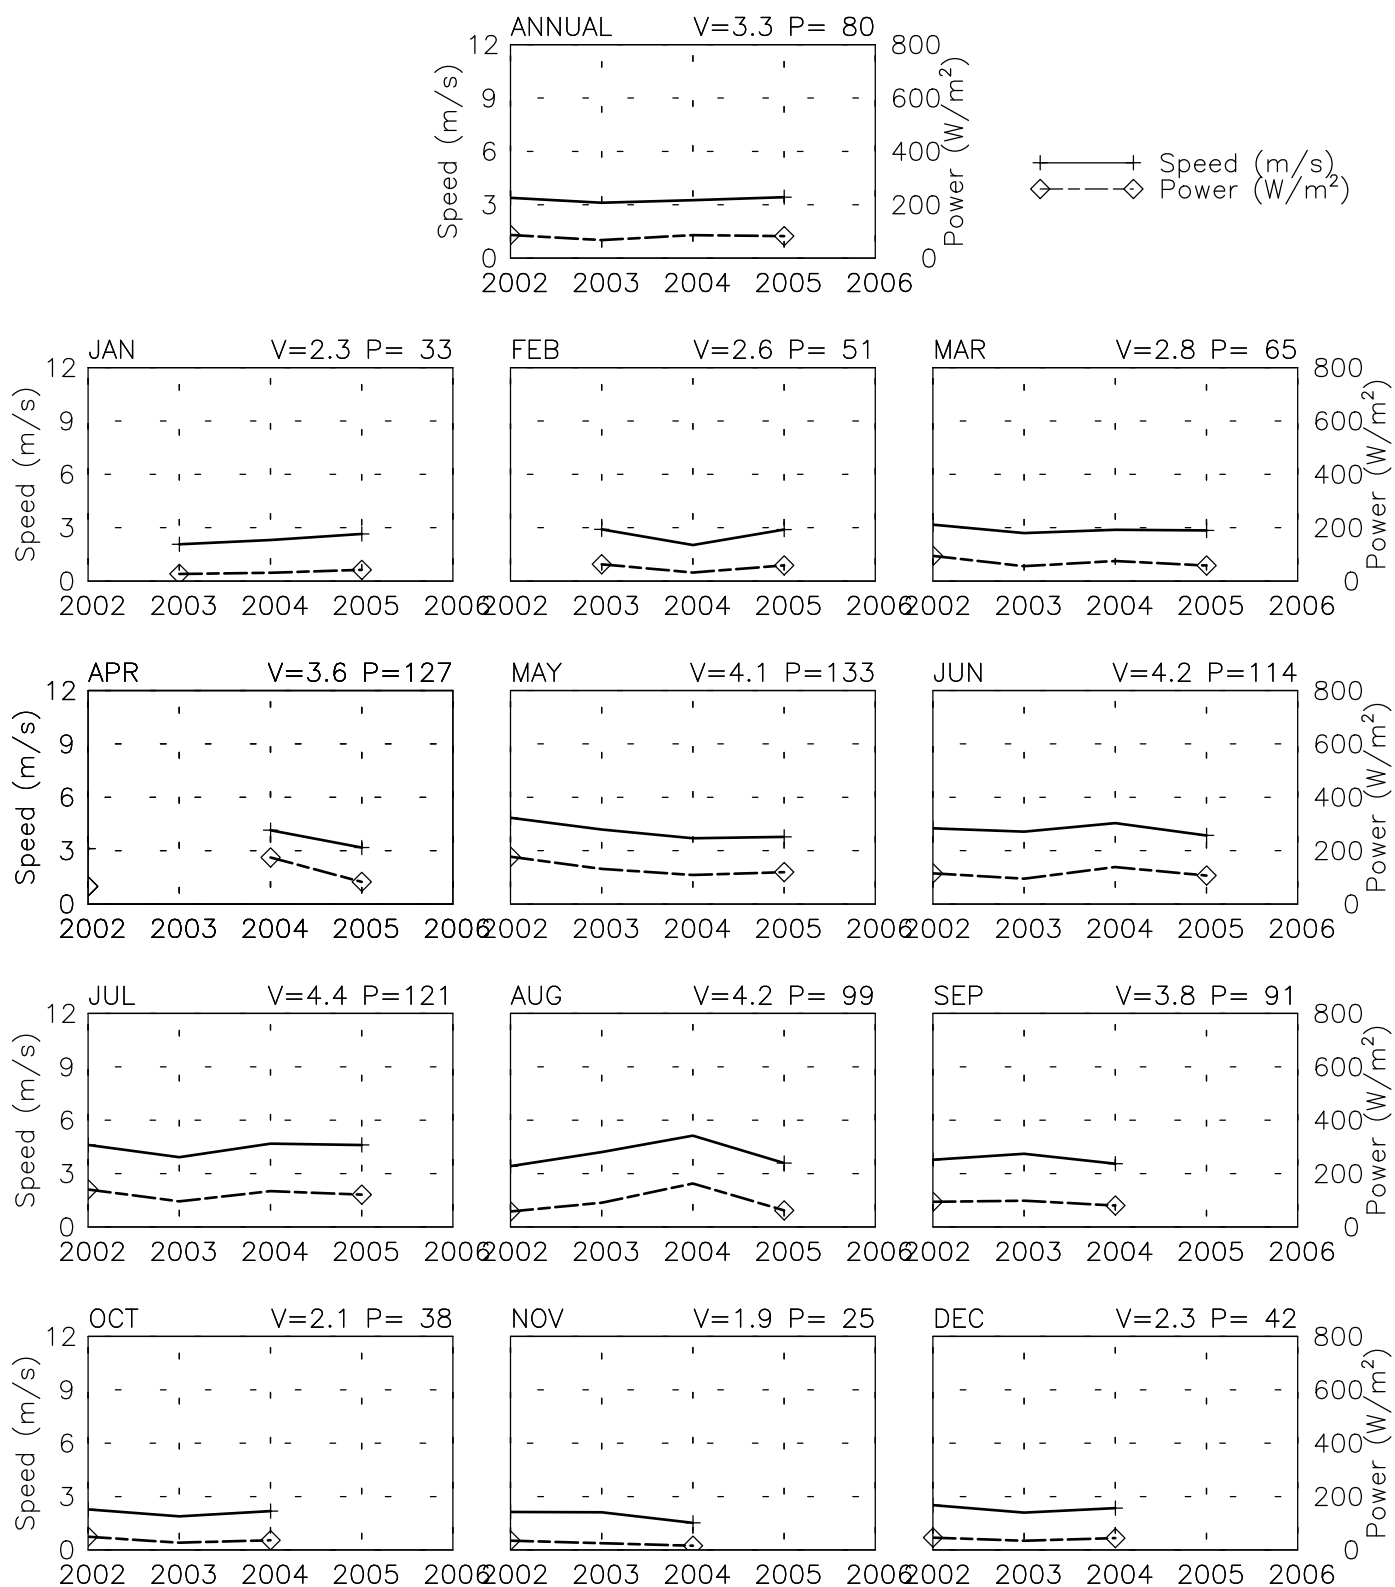 ANNUAL V=3.3 P= 80
12 800
9 600
6 400
3 200
0 0
Speed (m/s)
Power (W/m²)
2002 2003 2004 2005 2006
Speed (m/s)
Power (W/m²)
JAN V=2.3 P= 33 FEB V=2.6 P= 51 MAR V=2.8 P= 65
12 800
9 600
6 400
3 200
0 0
Speed (m/s)
Power (W/m²)
2002 2003 2004 2005 2006 2002 2003 2004 2005 2006 2002 2003 2004 2005 2006
APR V=3.6 P=127 MAY V=4.1 P=133 JUN V=4.2 P=114
12 800
9 600
6 400
3 200
0 0
Speed (m/s)
Power (W/m²)
2002 2003 2004 2005 2006 2002 2003 2004 2005 2006 2002 2003 2004 2005 2006
JUL V=4.4 P=121 AUG V=4.2 P= 99 SEP V=3.8 P= 91
12 800
9 600
6 400
3 200
0 0
Speed (m/s)
Power (W/m²)
2002 2003 2004 2005 2006 2002 2003 2004 2005 2006 2002 2003 2004 2005 2006
OCT V=2.1 P= 38 NOV V=1.9 P= 25 DEC V=2.3 P= 42
12 800
9 600
6 400
3 200
0 0
Speed (m/s)
Power (W/m²)
2002 2003 2004 2005 2006 2002 2003 2004 2005 2006 2002 2003 2004 2005 2006